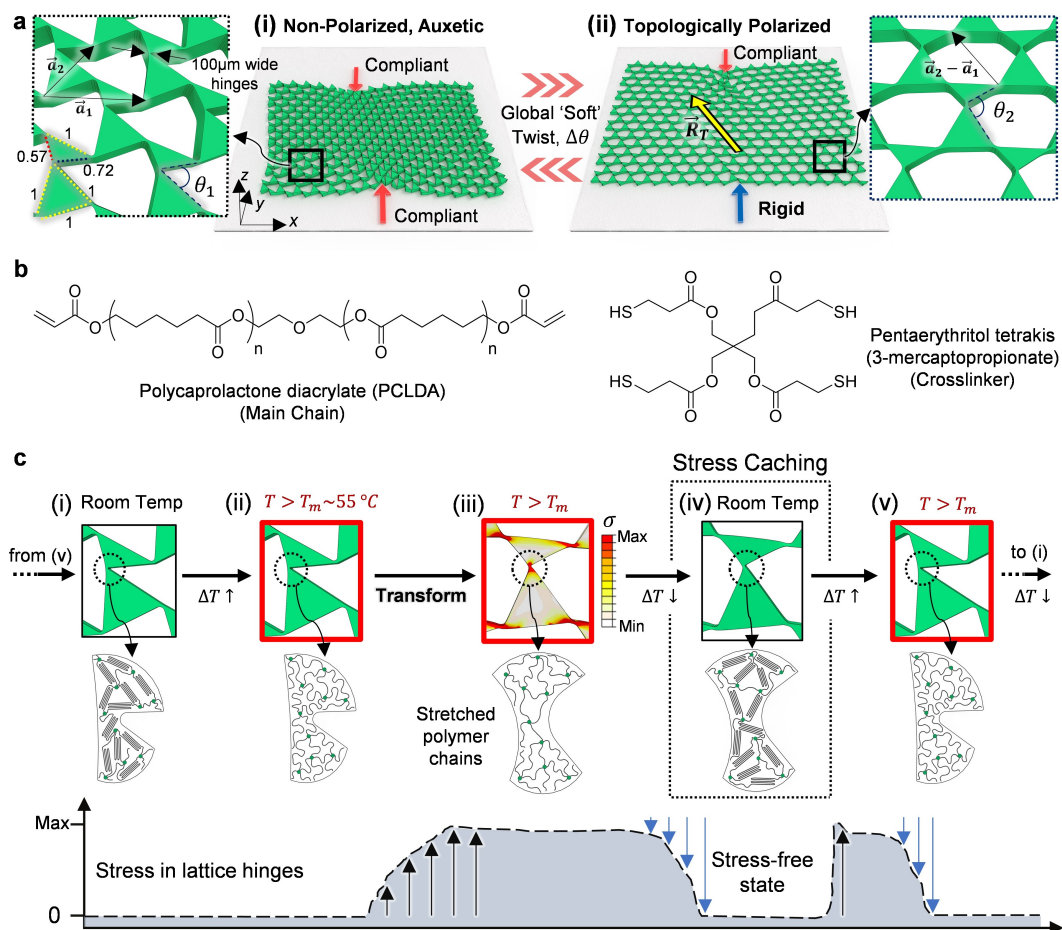 a
(i) Non-Polarized, Auxetic
(ii) Topologically Polarized
a⃗₂
a⃗₁
100μm wide
hinges
1
0.57
0.72
1
1
1
θ₁
Compliant
Compliant
z
y
x
Global ‘Soft’
Twist, Δθ
R⃗_T
Rigid
Compliant
a⃗₂ − a⃗₁
θ₂
b
O
O
O
O
O
O
O
O
O
n
n
Polycaprolactone diacrylate (PCLDA)
(Main Chain)
HS
O
O
O
SH
HS
O
O
O
O
SH
Pentaerythritol tetrakis
(3-mercaptopropionate)
(Crosslinker)
c
Stress Caching
(i) Room Temp
(ii) T > Tₘ~55 °C
(iii) T > Tₘ
(iv) Room Temp
(v) T > Tₘ
from (v)
ΔT ↑
Transform
σ
Max
Min
ΔT ↓
ΔT ↑
to (i)
ΔT ↓
Stretched
polymer
chains
Max
Stress in lattice hinges
Stress-free
state
0